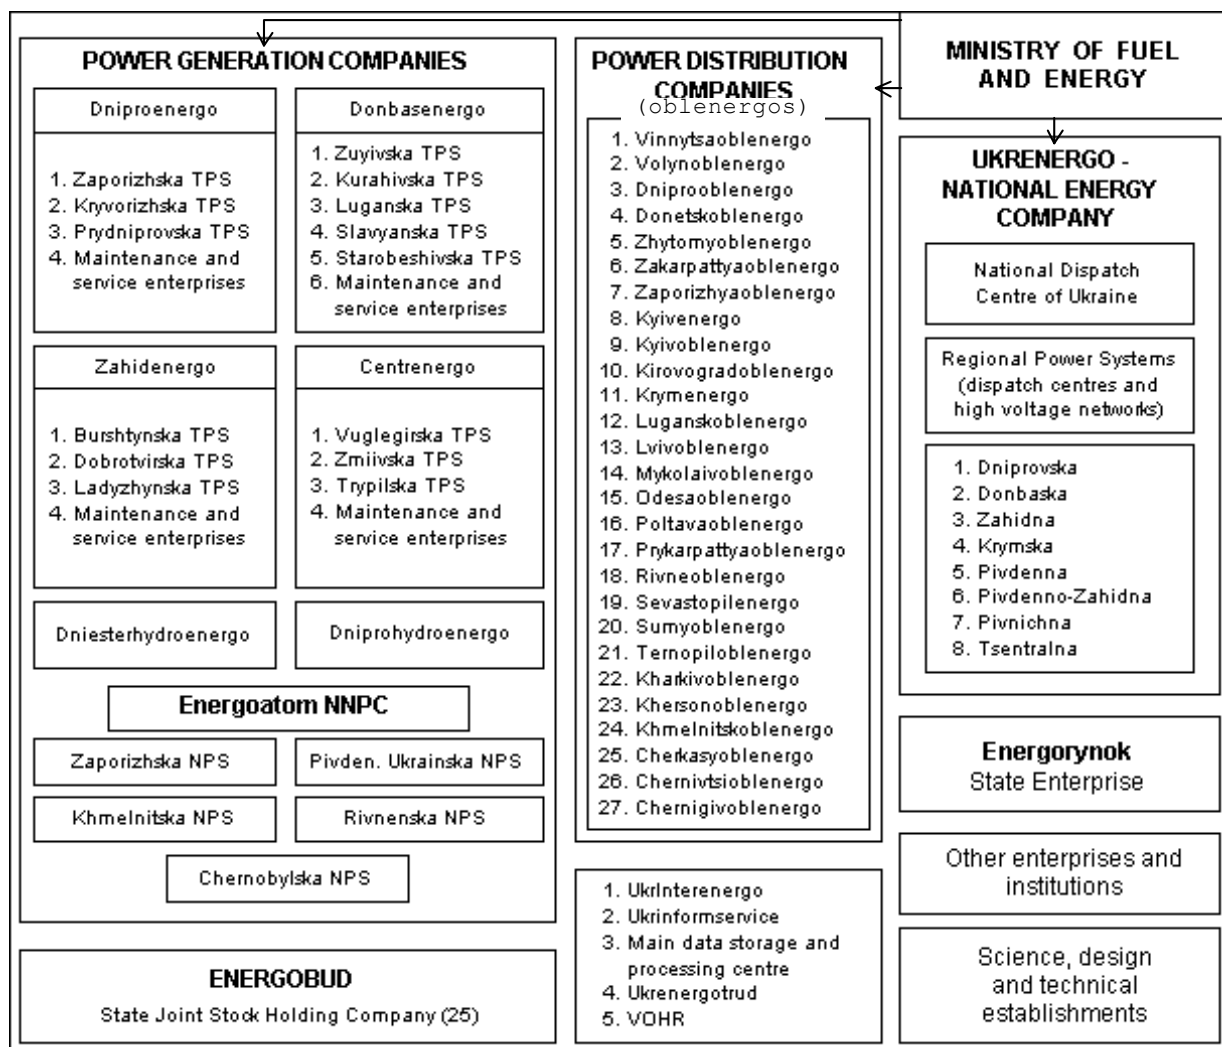 POWER GENERATION COMPANIES
Dniproenergo
1. Zaporizhska TPS
2. Kryvorizhska TPS
3. Prydniprovska TPS
4. Maintenance and
service enterprises
Donbasenergo
1. Zuyivska TPS
2. Kurahivska TPS
3. Luganska TPS
4. Slavyanska TPS
5. Starobeshivska TPS
6. Maintenance and
service enterprises
Zahidenergo
1. Burshtynska TPS
2. Dobrotvirska TPS
3. Ladyzhynska TPS
4. Maintenance and
service enterprises
Centrenergo
1. Vuglegirska TPS
2. Zmiivska TPS
3. Trypilska TPS
4. Maintenance and
service enterprises
Dniesterhydroenergo
Dniprohydroenergo
Energoatom NNPC
Zaporizhska NPS
Pivden. Ukrainska NPS
Khmelnitska NPS
Rivnenska NPS
Chernobylska NPS
ENERGOBUD
State Joint Stock Holding Company (25)
POWER DISTRIBUTION
COMPANIES
(oblenergos)
1. Vinnytsaoblenergo
2. Volynoblenergo
3. Dniprooblenergo
4. Donetskoblenergo
5. Zhytomyoblenergo
6. Zakarpattyaoblenergo
7. Zaporizhyaoblenergo
8. Kyivenergo
9. Kyivoblenergo
10. Kirovogradoblenergo
11. Krymenergo
12. Luganskoblenergo
13. Lvivoblenergo
14. Mykolaivoblenergo
15. Odesaoblenergo
16. Poltavaoblenergo
17. Prykarpattyaoblenergo
18. Rivneoblenergo
19. Sevastopilenergo
20. Sumyoblenergo
21. Ternopiloblenergo
22. Kharkivoblenergo
23. Khersonoblenergo
24. Khmelnitskoblenergo
25. Cherkasyoblenergo
26. Chernivtsioblenergo
27. Chernigivoblenergo
1. UkrInterenergo
2. Ukrinformservice
3. Main data storage and
processing centre
4. Ukrenergotrud
5. VOHR
MINISTRY OF FUEL
AND ENERGY
UKRENERGO -
NATIONAL ENERGY
COMPANY
National Dispatch
Centre of Ukraine
Regional Power Systems
(dispatch centres and
high voltage networks)
1. Dniprovska
2. Donbaska
3. Zahidna
4. Krymska
5. Pivdenna
6. Pivdenno-Zahidna
7. Pivnichna
8. Tsentralna
Energorynok
State Enterprise
Other enterprises and
institutions
Science, design
and technical
establishments